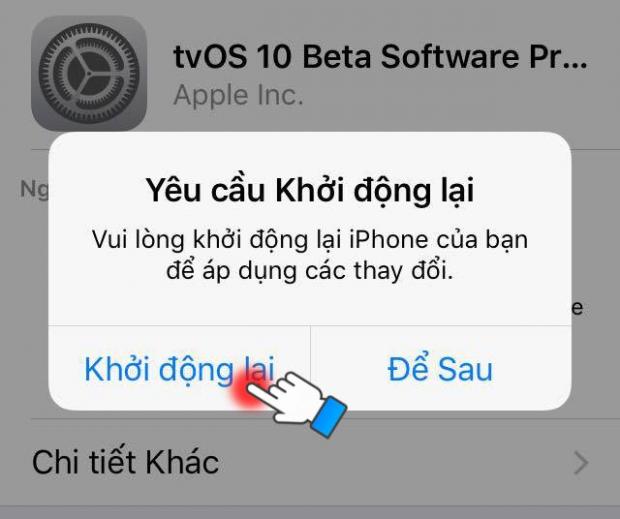 tvOS 10 Beta Software Pr...
Apple Inc.
Ng
Yêu cầu Khởi động lại
Vui lòng khởi động lại iPhone của bạn
để áp dụng các thay đổi.
e
Khởi động lại
Để Sau
Chi tiết Khác